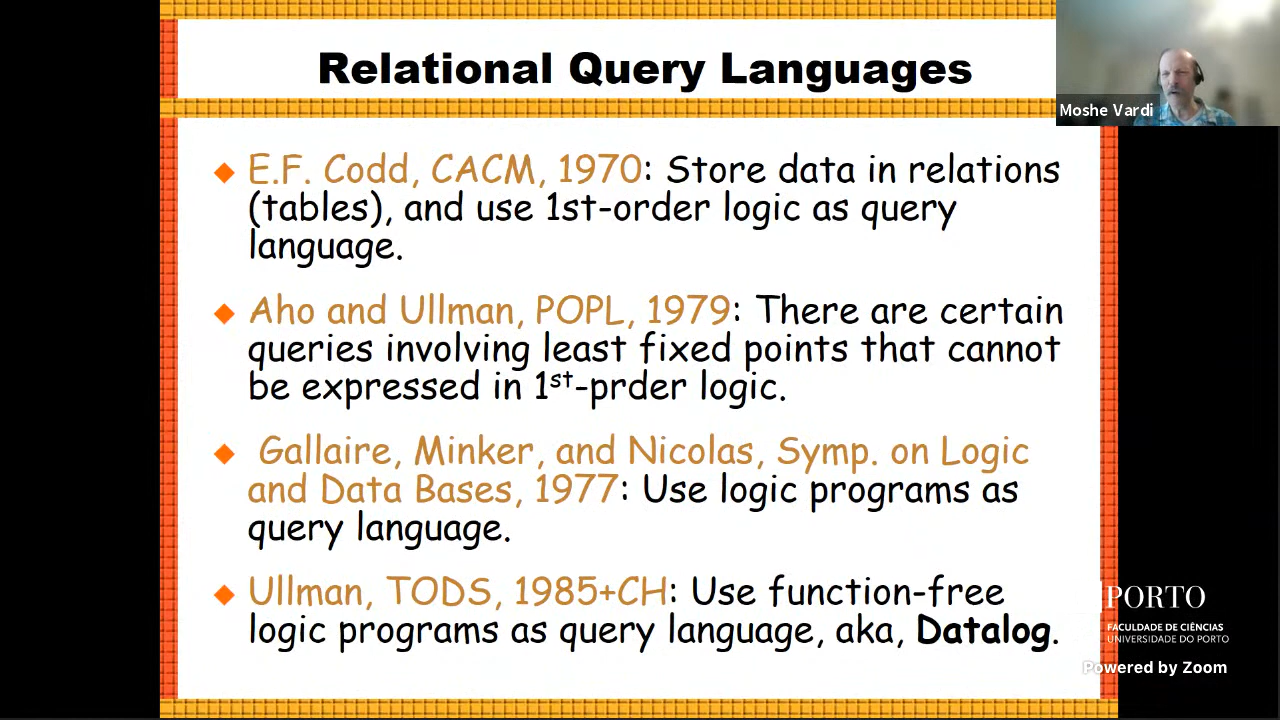 Relational Query Languages
Moshe Vardi
E.F. Codd, CACM, 1970: Store data in relations
(tables), and use 1st-order logic as query
language.
Aho and Ullman, POPL, 1979: There are certain
queries involving least fixed points that cannot
be expressed in 1st-prder logic.
Gallaire, Minker, and Nicolas, Symp. on Logic
and Data Bases, 1977: Use logic programs as
query language.
Ullman, TODS, 1985+CH: Use function-free
logic programs as query language, aka, Datalog.
PORTO
FACULDADE DE CIÊNCIAS
UNIVERSIDADE DO PORTO
Powered by Zoom